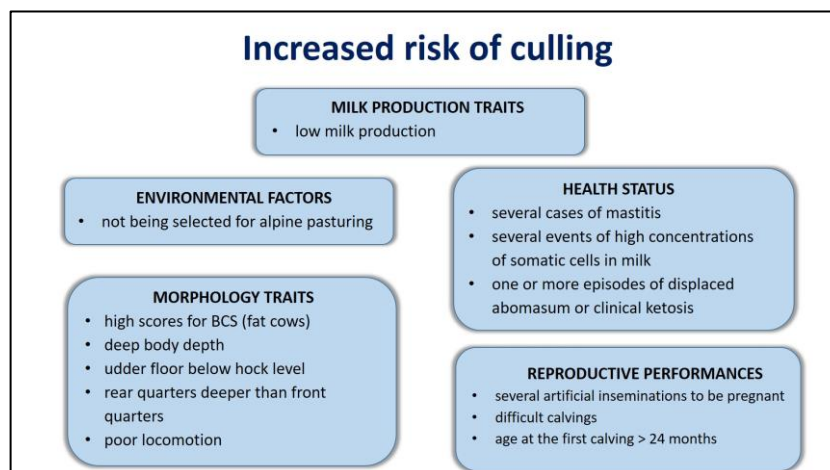 Increased risk of culling
MILK PRODUCTION TRAITS
• low milk production
ENVIRONMENTAL FACTORS
• not being selected for alpine pasturing
HEALTH STATUS
• several cases of mastitis
• several events of high concentrations
of somatic cells in milk
• one or more episodes of displaced
abomasum or clinical ketosis
MORPHOLOGY TRAITS
• high scores for BCS (fat cows)
• deep body depth
• udder floor below hock level
• rear quarters deeper than front
quarters
• poor locomotion
REPRODUCTIVE PERFORMANCES
• several artificial inseminations to be pregnant
• difficult calvings
• age at the first calving > 24 months